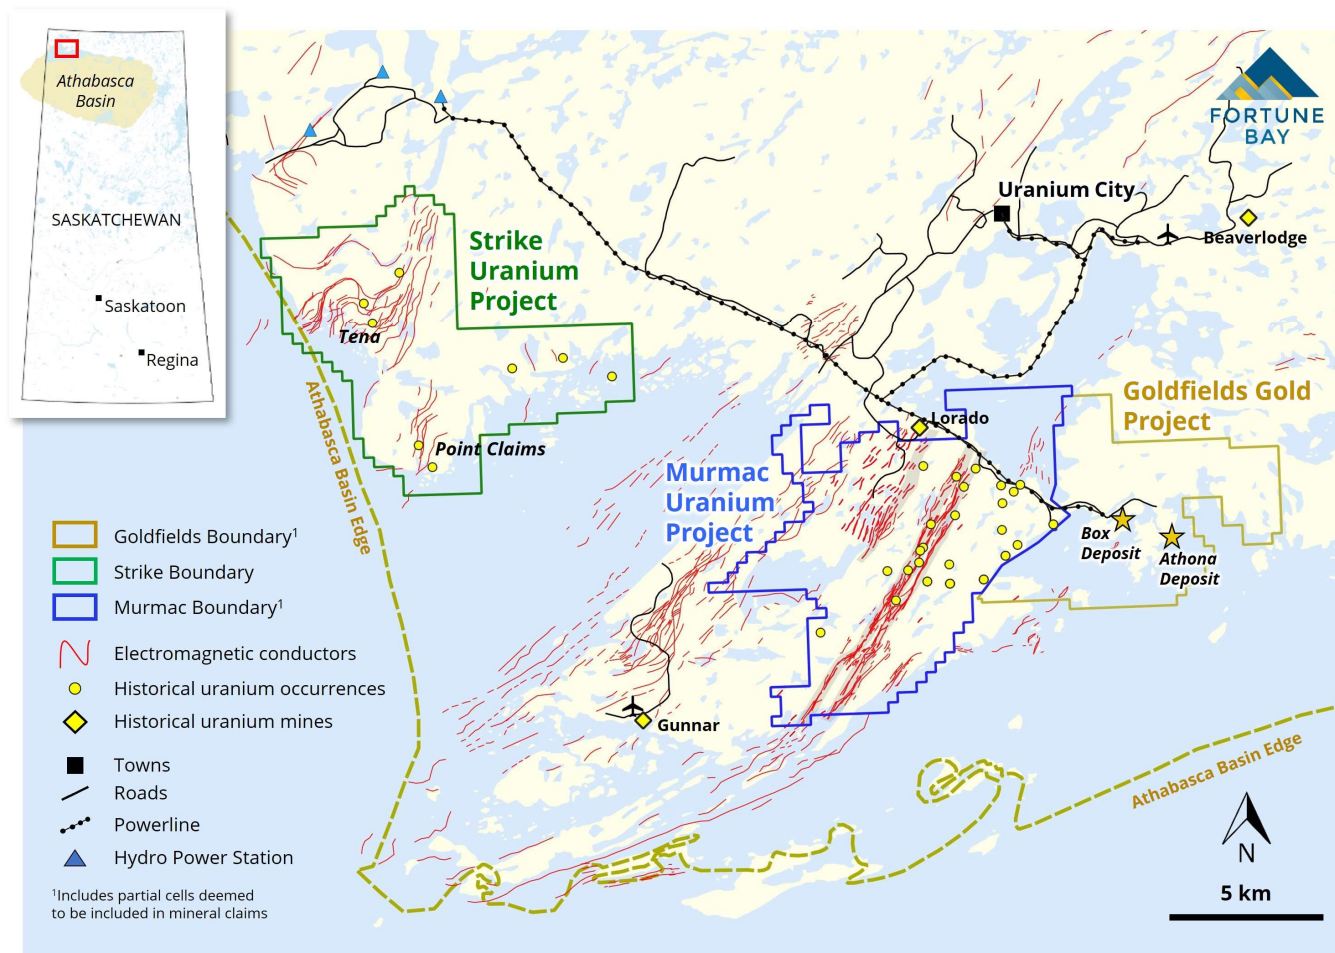 Athabasca
Basin
SASKATCHEWAN
Saskatoon
Regina
FORTUNE
BAY
Uranium City
Beaverlodge
Strike
Uranium
Project
Tena
Point Claims
Athabasca Basin Edge
Lorado
Goldfields Gold
Project
Murmac
Uranium
Project
Box
Deposit
Athona
Deposit
Gunnar
Athabasca Basin Edge
Goldfields Boundary¹
Strike Boundary
Murmac Boundary¹
Electromagnetic conductors
Historical uranium occurrences
Historical uranium mines
Towns
Roads
Powerline
Hydro Power Station
¹Includes partial cells deemed
to be included in mineral claims
N
5 km